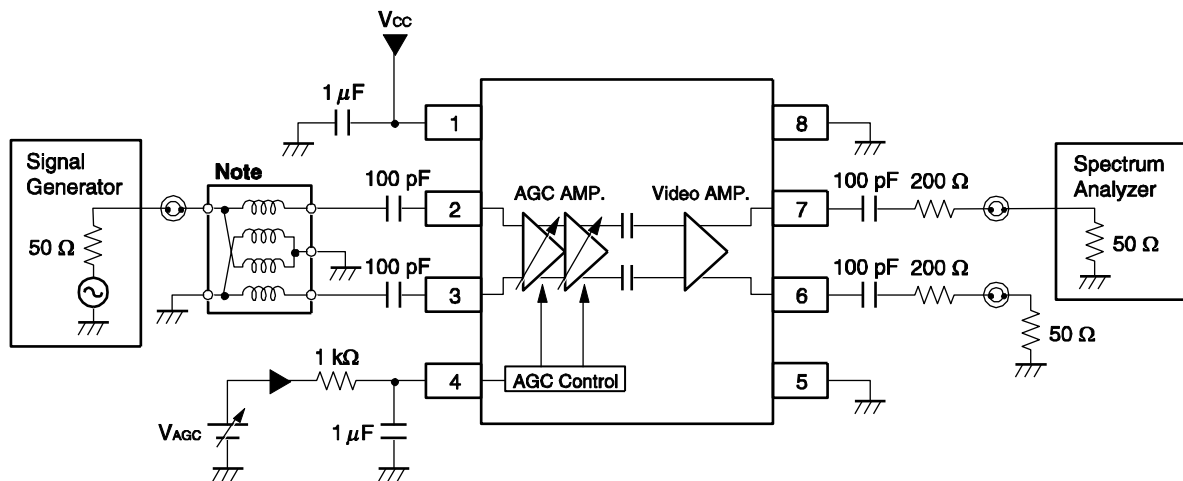 VCC
1 μF
1
8
Signal
Generator
Note
100 pF
2
AGC AMP.
Video AMP.
7
100 pF
200 Ω
Spectrum
Analyzer
50 Ω
50 Ω
100 pF
3
6
100 pF
200 Ω
50 Ω
1 kΩ
4
AGC Control
5
VAGC
1 μF